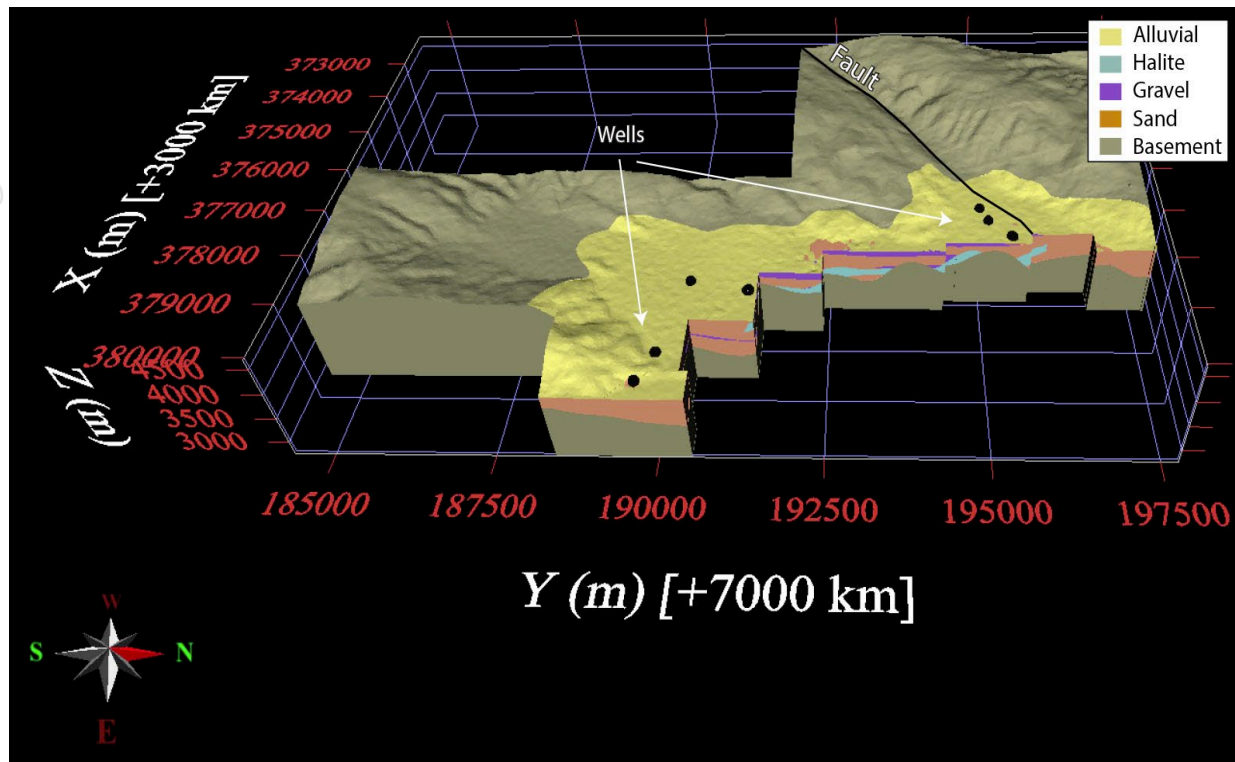 Alluvial
Halite
Gravel
Sand
Basement
Fault
Wells
373000
374000
375000
376000
377000
378000
379000
380000
X (m) [+3000 km]
4500
4000
3500
3000
Z (m)
185000
187500
190000
192500
195000
197500
Y (m) [+7000 km]
W
S
N
E